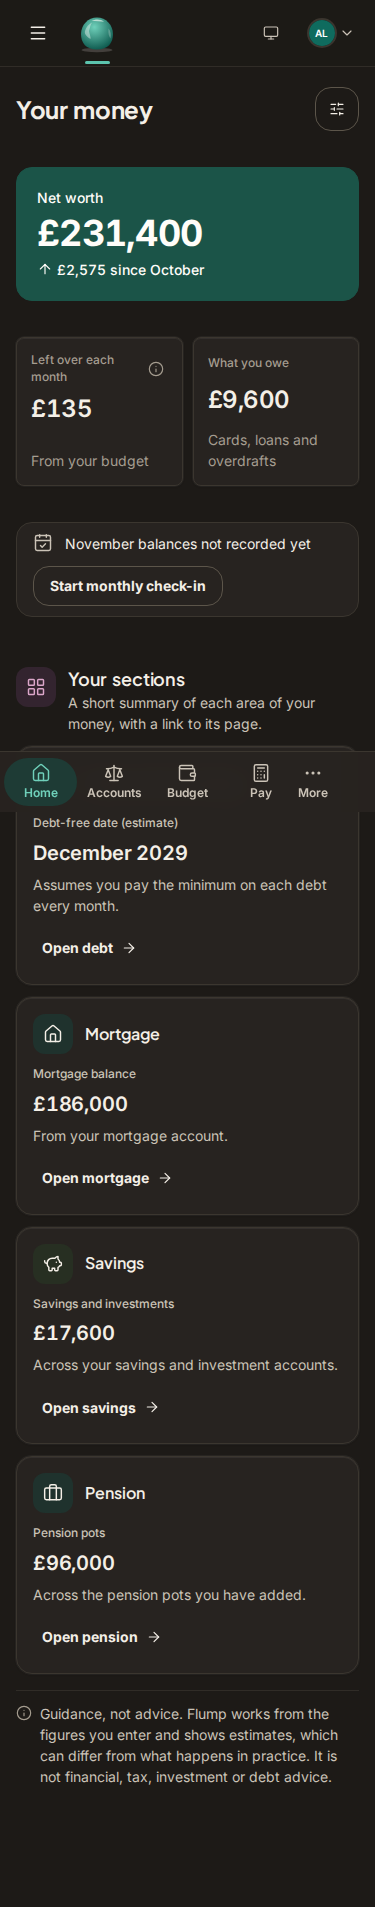 AL
Your money
Net worth
£231,400
↑ £2,575 since October
Left over each
month
£135
From your budget
What you owe
£9,600
Cards, loans and
overdrafts
November balances not recorded yet
Start monthly check-in
Your sections
A short summary of each area of your
money, with a link to its page.
Home
Accounts
Budget
Pay
More
Debt-free date (estimate)
December 2029
Assumes you pay the minimum on each debt
every month.
Open debt →
Mortgage
Mortgage balance
£186,000
From your mortgage account.
Open mortgage →
Savings
Savings and investments
£17,600
Across your savings and investment accounts.
Open savings →
Pension
Pension pots
£96,000
Across the pension pots you have added.
Open pension →
Guidance, not advice. Flump works from the
figures you enter and shows estimates, which
can differ from what happens in practice. It is
not financial, tax, investment or debt advice.